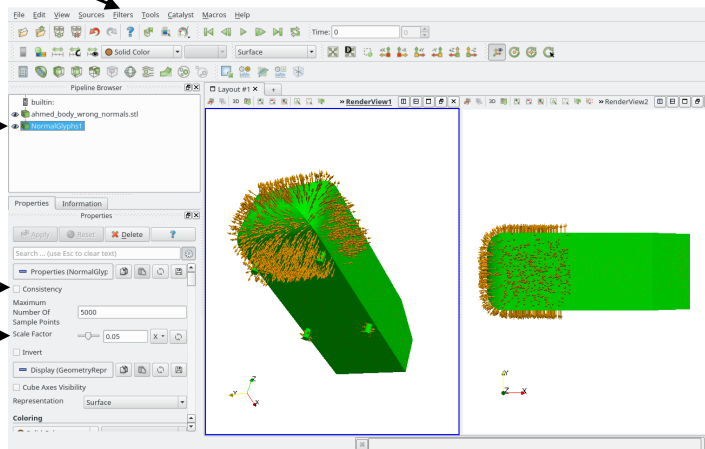 File Edit View Sources Filters Tools Catalyst Macros Help
Time: 0 0
Solid Color Surface
Pipeline Browser
Layout #1 × +
builtin:
3D »RenderView1 3D »RenderView2
ahmed_body_wrong_normals.stl
NormalGlyphs1
Properties Information
Properties
Apply Reset Delete ?
Search ... (use Esc to clear text)
Properties (NormalGlyp
Consistency
Maximum
Number Of 5000
Sample Points
Scale Factor 0.05 X
Invert
Display (GeometryRepr
Cube Axes Visibility
Representation Surface
Coloring
Z Y X
Y Z X